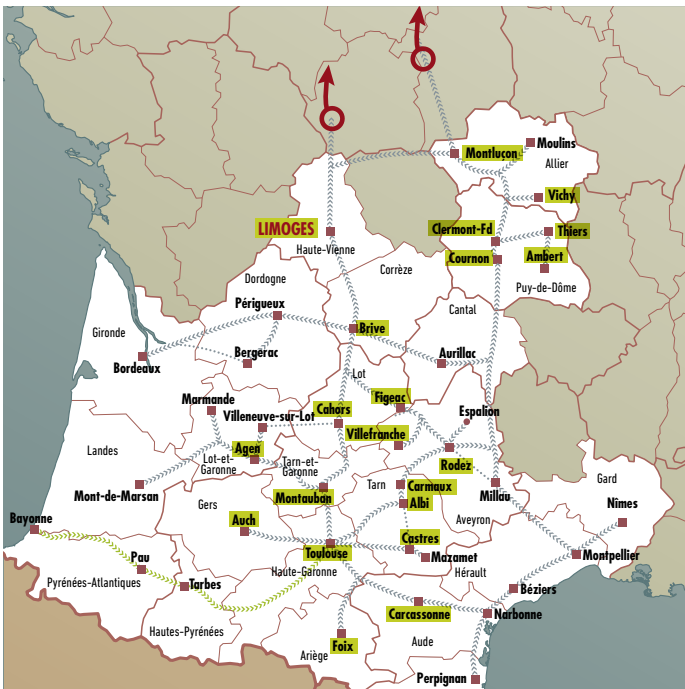 Moulins
Montluçon
Allier
Vichy
LIMOGES
Clermont-Fd
Thiers
Haute-Vienne
Cournon
Ambert
Corrèze
Puy-de-Dôme
Dordogne
Périgueux
Cantal
Gironde
Brive
Bordeaux
Bergerac
Aurillac
Lot
Marmande
Figeac
Villeneuve-sur-Lot
Cahors
Espalion
Villefranche
Landes
Agen
Lot-et-
Garonne
Tarn-et-
Garonne
Rodez
Gard
Mont-de-Marsan
Montauban
Tarn
Carmaux
Millau
Gers
Albi
Nîmes
Auch
Aveyron
Bayonne
Castres
Toulouse
Mazamet
Montpellier
Pau
Haute-Garonne
Hérault
Pyrénées-Atlantiques
Tarbes
Béziers
Carcassonne
Narbonne
Hautes-Pyrénées
Foix
Aude
Ariège
Perpignan